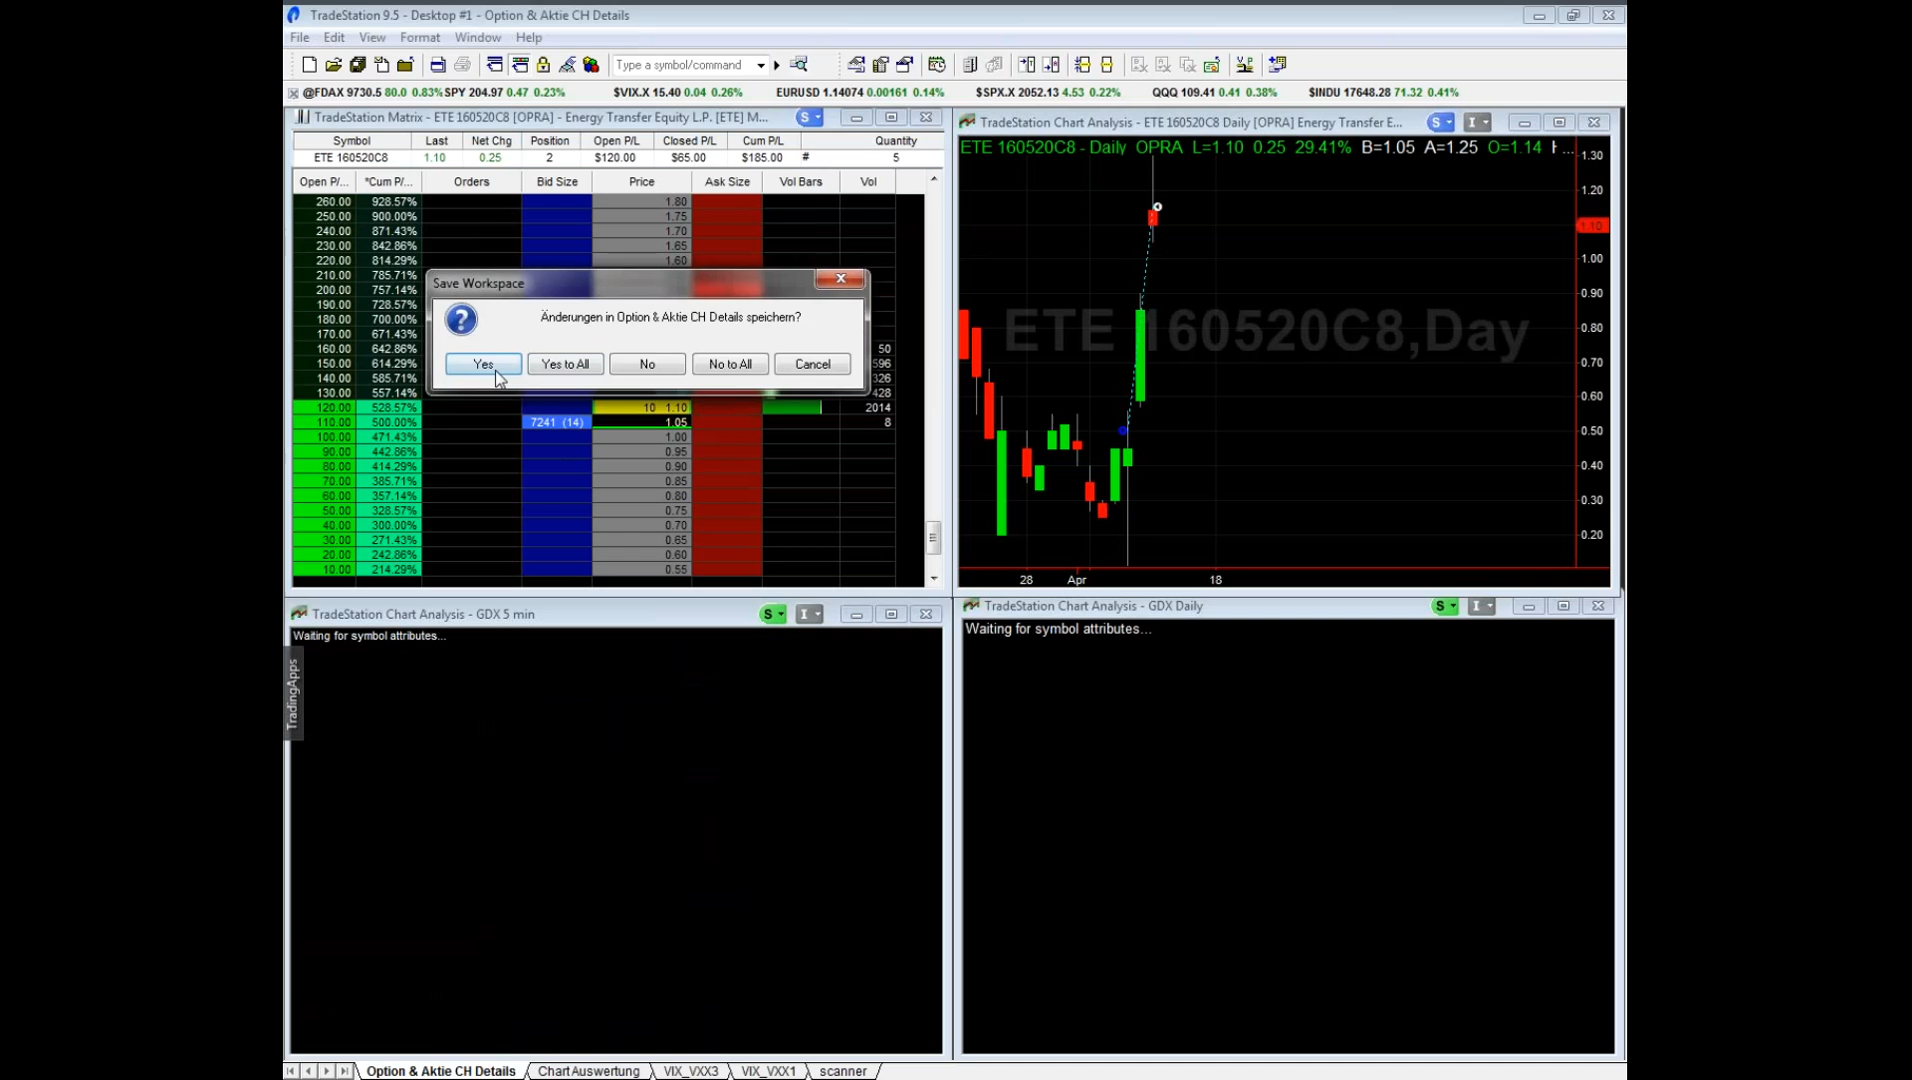 TradeStation 9.5 - Desktop #1 - Option & Aktie CH Details
File Edit View Format Window Help
Type a symbol/command
@FDAX 9730.5 80.0 0.83% SPY 204.97 0.47 0.23% $VIX.X 15.40 0.04 0.26% EURUSD 1.14074 0.00161 0.14% $SPX.X 2052.13 4.53 0.22% QQQ 109.41 0.41 0.38% $INDU 17648.28 71.32 0.41%
TradeStation Matrix - ETE 160520C8 [OPRA] - Energy Transfer Equity L.P. [ETE] M... S
Symbol Last Net Chg Position Open P/L Closed P/L Cum P/L Quantity
ETE 160520C8 1.10 0.25 2 $120.00 $65.00 $185.00 # 5
Open P/... *Cum P/... Orders Bid Size Price Ask Size Vol Bars Vol
260.00 928.57% 1.80
250.00 900.00% 1.75
240.00 871.43% 1.70
230.00 842.86% 1.65
220.00 814.29% 1.60
210.00 785.71%
200.00 757.14%
190.00 728.57%
180.00 700.00%
170.00 671.43%
160.00 642.86% 50
150.00 614.29% 596
140.00 585.71% 326
130.00 557.14% 428
120.00 528.57% 10 1.10 2014
110.00 500.00% 7241 (14) 1.05 8
100.00 471.43% 1.00
90.00 442.86% 0.95
80.00 414.29% 0.90
70.00 385.71% 0.85
60.00 357.14% 0.80
50.00 328.57% 0.75
40.00 300.00% 0.70
30.00 271.43% 0.65
20.00 242.86% 0.60
10.00 214.29% 0.55
Save Workspace
Änderungen in Option & Aktie CH Details speichern?
Yes Yes to All No No to All Cancel
TradeStation Chart Analysis - ETE 160520C8 Daily [OPRA] Energy Transfer E... S I
ETE 160520C8 - Daily OPRA L=1.10 0.25 29.41% B=1.05 A=1.25 O=1.14 H ...
ETE 160520C8,Day
1.30
1.20
1.10
1.00
0.90
0.80
0.70
0.60
0.50
0.40
0.30
0.20
28 Apr 18
TradeStation Chart Analysis - GDX 5 min S I
Waiting for symbol attributes...
TradeStation Chart Analysis - GDX Daily S I
Waiting for symbol attributes...
TradingApps
Option & Aktie CH Details ChartAuswertung VIX_VXX3 VIX_VXX1 scanner